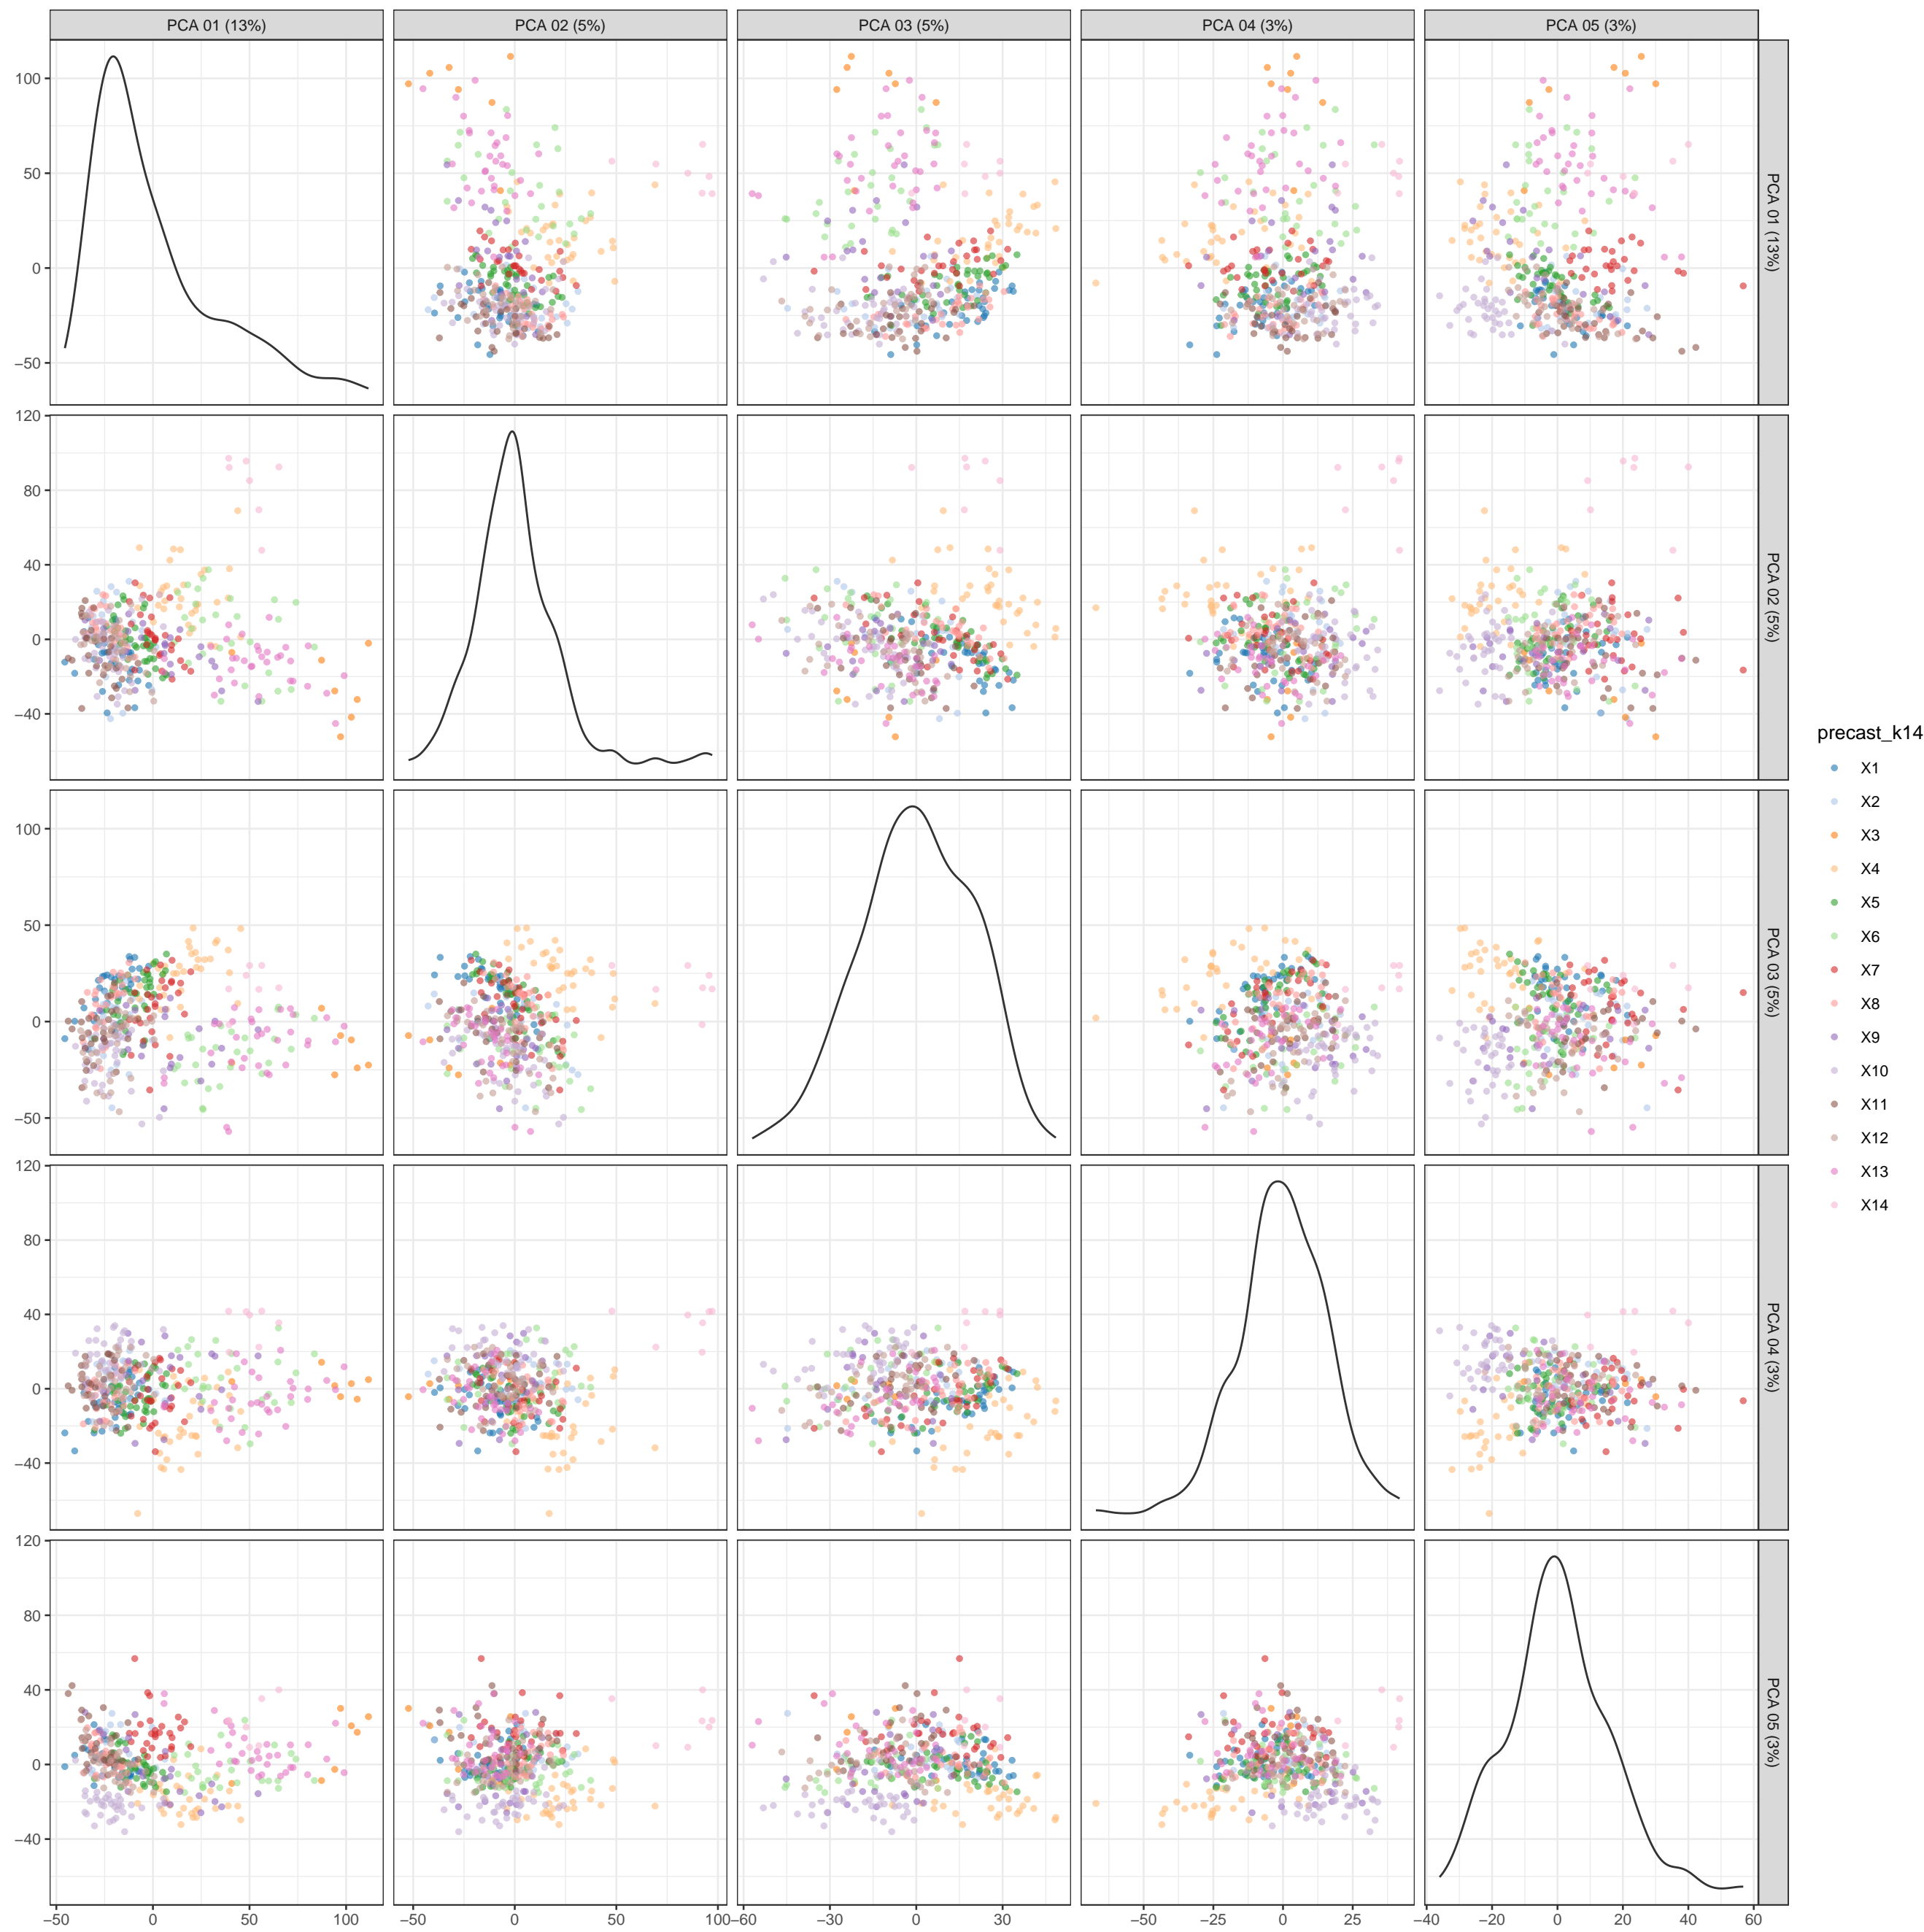 PCA 01 (13%) PCA 02 (5%) PCA 03 (5%) PCA 04 (3%) PCA 05 (3%)
100
50
0
−50
PCA 01 (13%)
120
80
40
0
−40
PCA 02 (5%)
100
50
0
−50
PCA 03 (5%)
120
80
40
0
−40
PCA 04 (3%)
120
80
40
0
−40
PCA 05 (3%)
−50 0 50 100 −50 0 50 100 −60 −30 0 30 −50 −25 0 25 −40 −20 0 20 40 60
precast_k14
X1
X2
X3
X4
X5
X6
X7
X8
X9
X10
X11
X12
X13
X14